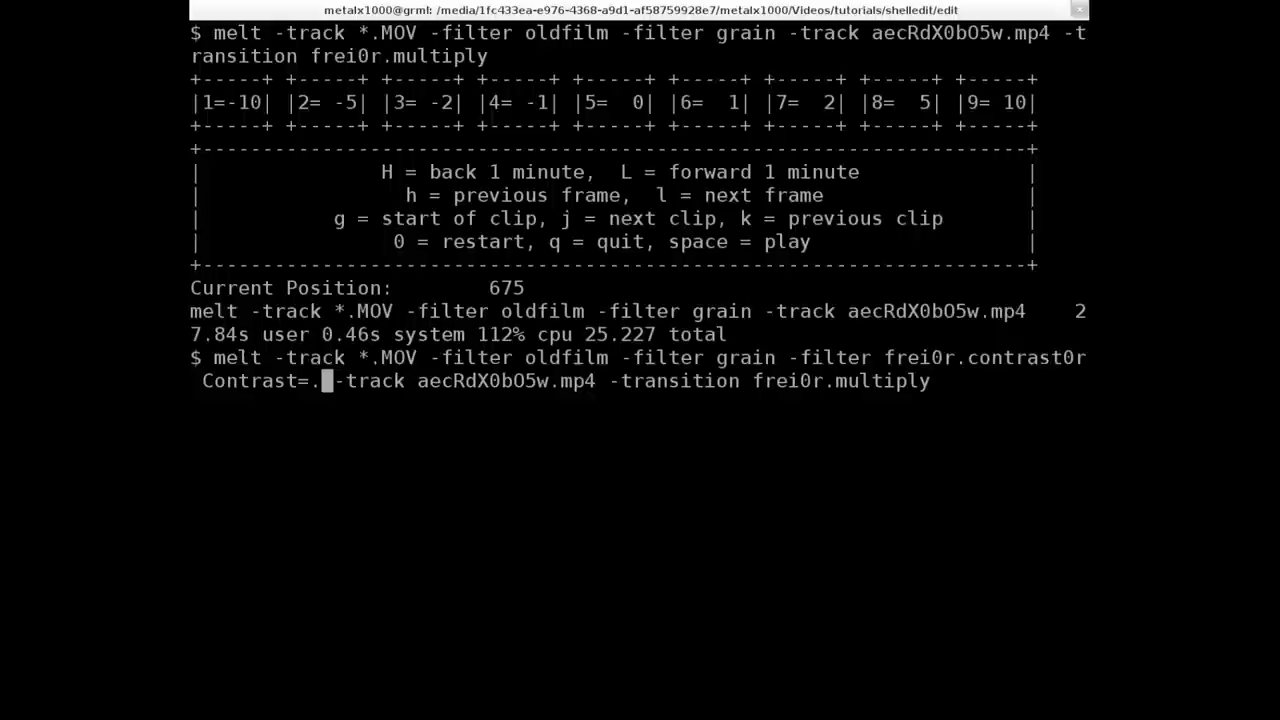 metalx1000@grml: /media/1fc433ea-e976-4368-a9d1-af58759928e7/metalx1000/Videos/tutorials/shelledit/edit
$ melt -track *.MOV -filter oldfilm -filter grain -track aecRdX0bO5w.mp4 -t
ransition frei0r.multiply
+-----+ +-----+ +-----+ +-----+ +-----+ +-----+ +-----+ +-----+ +-----+
|1=-10| |2= -5| |3= -2| |4= -1| |5=  0| |6=  1| |7=  2| |8=  5| |9= 10|
+-----+ +-----+ +-----+ +-----+ +-----+ +-----+ +-----+ +-----+ +-----+
+---------------------------------------------------------------------+
|               H = back 1 minute,  L = forward 1 minute              |
|                 h = previous frame,  l = next frame                 |
|           g = start of clip, j = next clip, k = previous clip       |
|                0 = restart, q = quit, space = play                  |
+---------------------------------------------------------------------+
Current Position:        675
melt -track *.MOV -filter oldfilm -filter grain -track aecRdX0bO5w.mp4    2
7.84s user 0.46s system 112% cpu 25.227 total
$ melt -track *.MOV -filter oldfilm -filter grain -filter frei0r.contrast0r
 Contrast=. -track aecRdX0bO5w.mp4 -transition frei0r.multiply